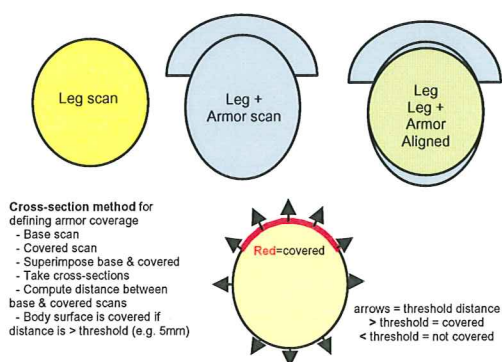 Leg scan
Leg +
Armor scan
Leg
Leg +
Armor
Aligned
Cross-section method for
defining armor coverage
- Base scan
- Covered scan
- Superimpose base & covered
- Take cross-sections
- Compute distance between
base & covered scans
- Body surface is covered if
distance is > threshold (e.g. 5mm)
Red=covered
arrows = threshold distance
> threshold = covered
< threshold = not covered